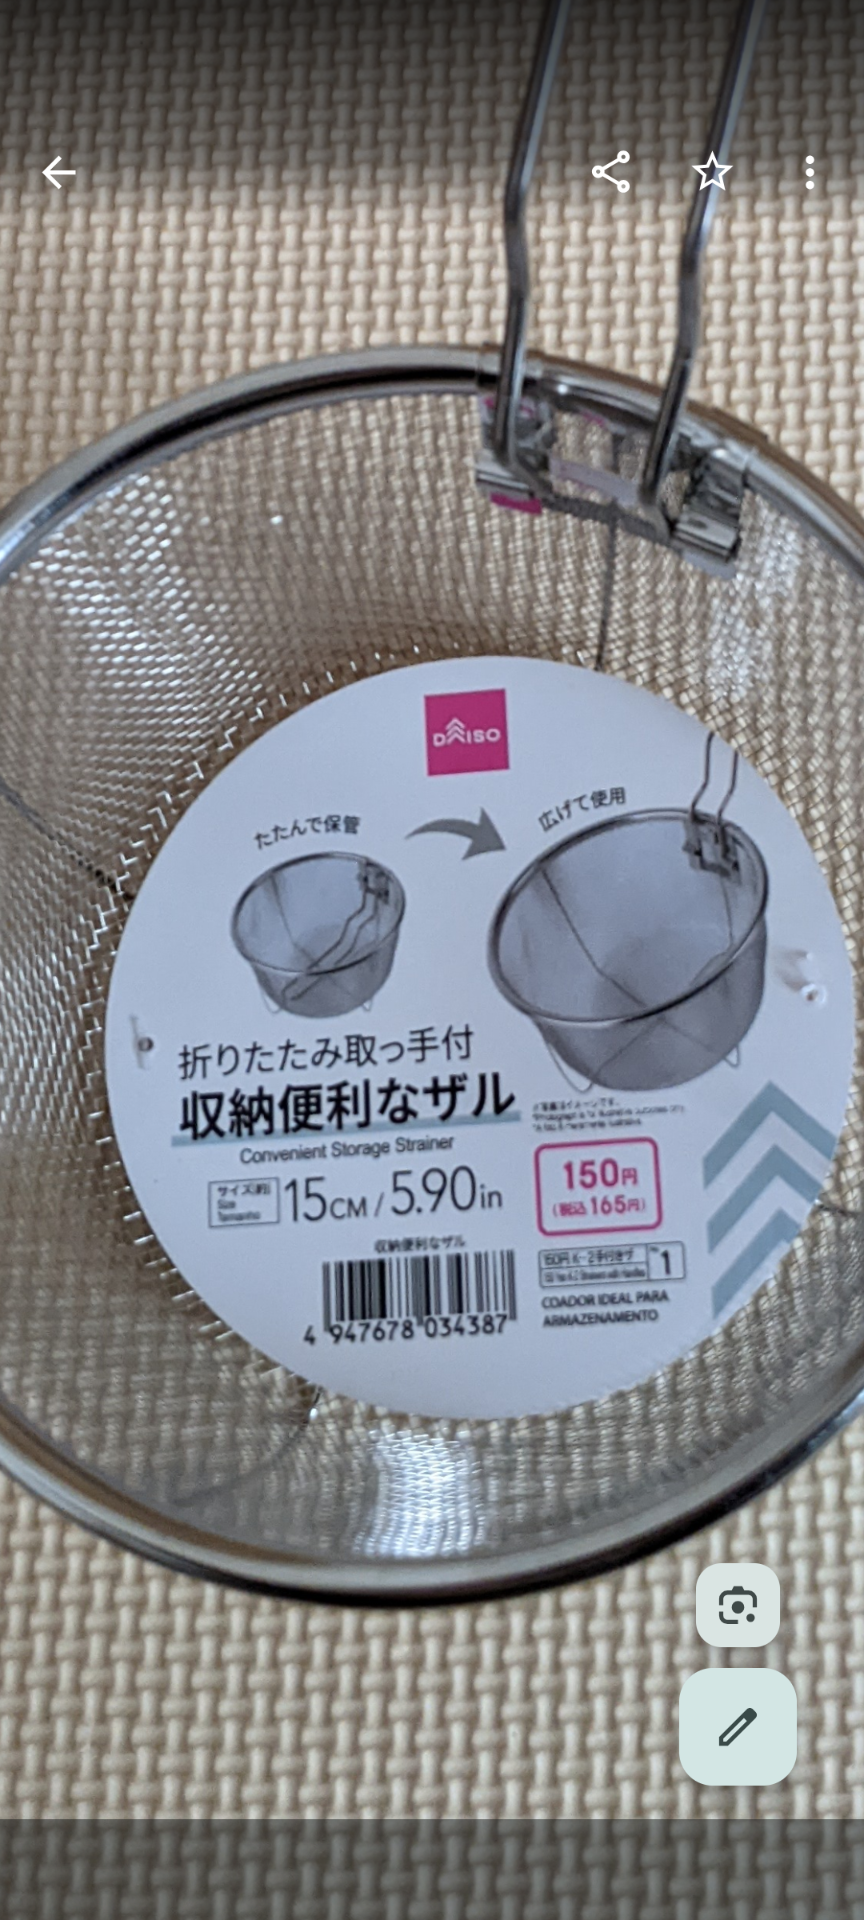 DAISO
たたんで保管
広げて使用
折りたたみ取っ手付
収納便利なザル
Convenient Storage Strainer
サイズ(約)
Size
Tamanho
15CM / 5.90in
150円
(税込165円)
収納便利なザル
4 947678 034387
1
COADOR IDEAL PARA
ARMAZENAMENTO